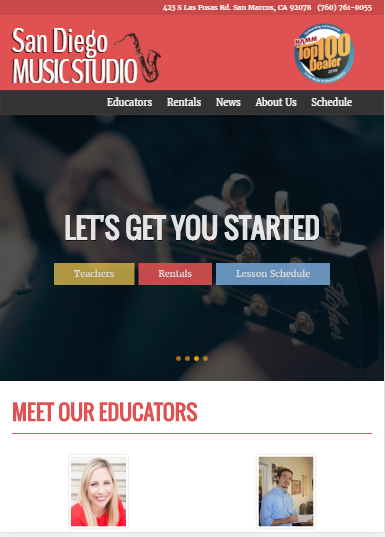 423 S Las Posas Rd. San Marcos, CA 92078 (760) 761-0055
San Diego
MUSIC STUDIO
NAMM
Top 100
Dealer
Educators Rentals News About Us Schedule
LET'S GET YOU STARTED
Teachers Rentals Lesson Schedule
MEET OUR EDUCATORS